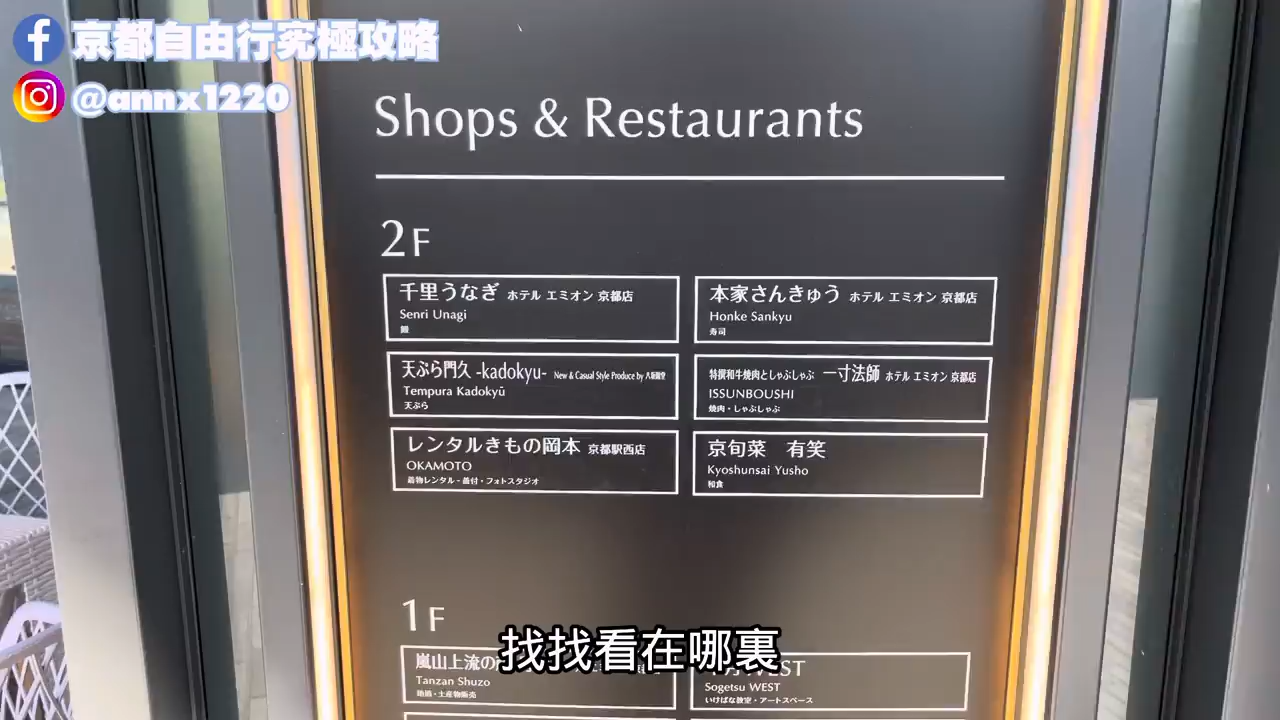 京都自由行究極攻略
@annx1220
Shops & Restaurants
2F
千里うなぎ ホテル エミオン 京都店
Senri Unagi
鰻
本家さんきゅう ホテル エミオン 京都店
Honke Sankyu
寿司
天ぷら門久 -kadokyu- New & Casual Style Produce by 八坂圓堂
Tempura Kadokyū
天ぷら
特撰和牛焼肉としゃぶしゃぶ 一寸法師 ホテル エミオン 京都店
ISSUNBOUSHI
焼肉・しゃぶしゃぶ
レンタルきもの岡本 京都駅西店
OKAMOTO
着物レンタル・着付・フォトスタジオ
京旬菜 有笑
Kyoshunsai Yusho
和食
1F
嵐山上流の
Tanzan Shuzo
地酒・土産物販売
WEST
Sogetsu WEST
いけばな教室・アートスペース
找找看在哪裏